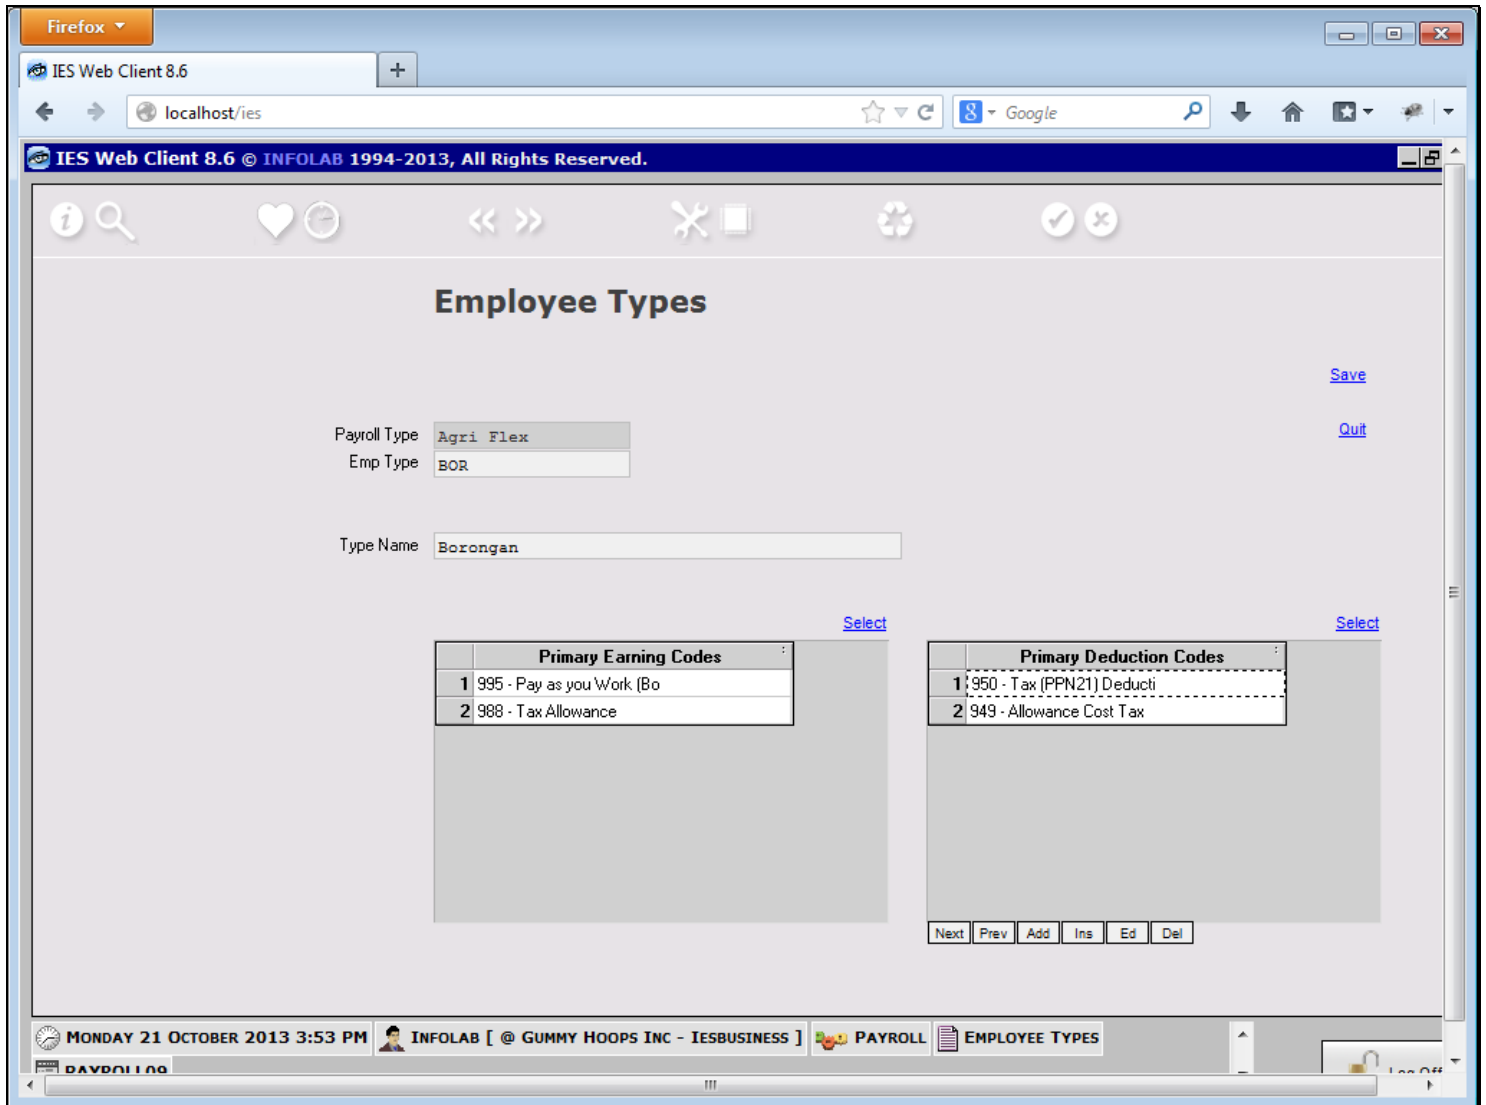 Firefox
IES Web Client 8.6
localhost/ies
Google
IES Web Client 8.6 © INFOLAB 1994-2013, All Rights Reserved.
Employee Types
Save
Payroll Type Agri Flex
Quit
Emp Type BOR
Type Name Borongan
Select Select
Primary Earning Codes
1 995 - Pay as you Work (Bo
2 988 - Tax Allowance
Primary Deduction Codes
1 950 - Tax (PPN21) Deducti
2 949 - Allowance Cost Tax
Next Prev Add Ins Ed Del
MONDAY 21 OCTOBER 2013 3:53 PM INFOLAB [ @ GUMMY HOOPS INC - IESBUSINESS ] PAYROLL EMPLOYEE TYPES
PAYROLL09
Log Off